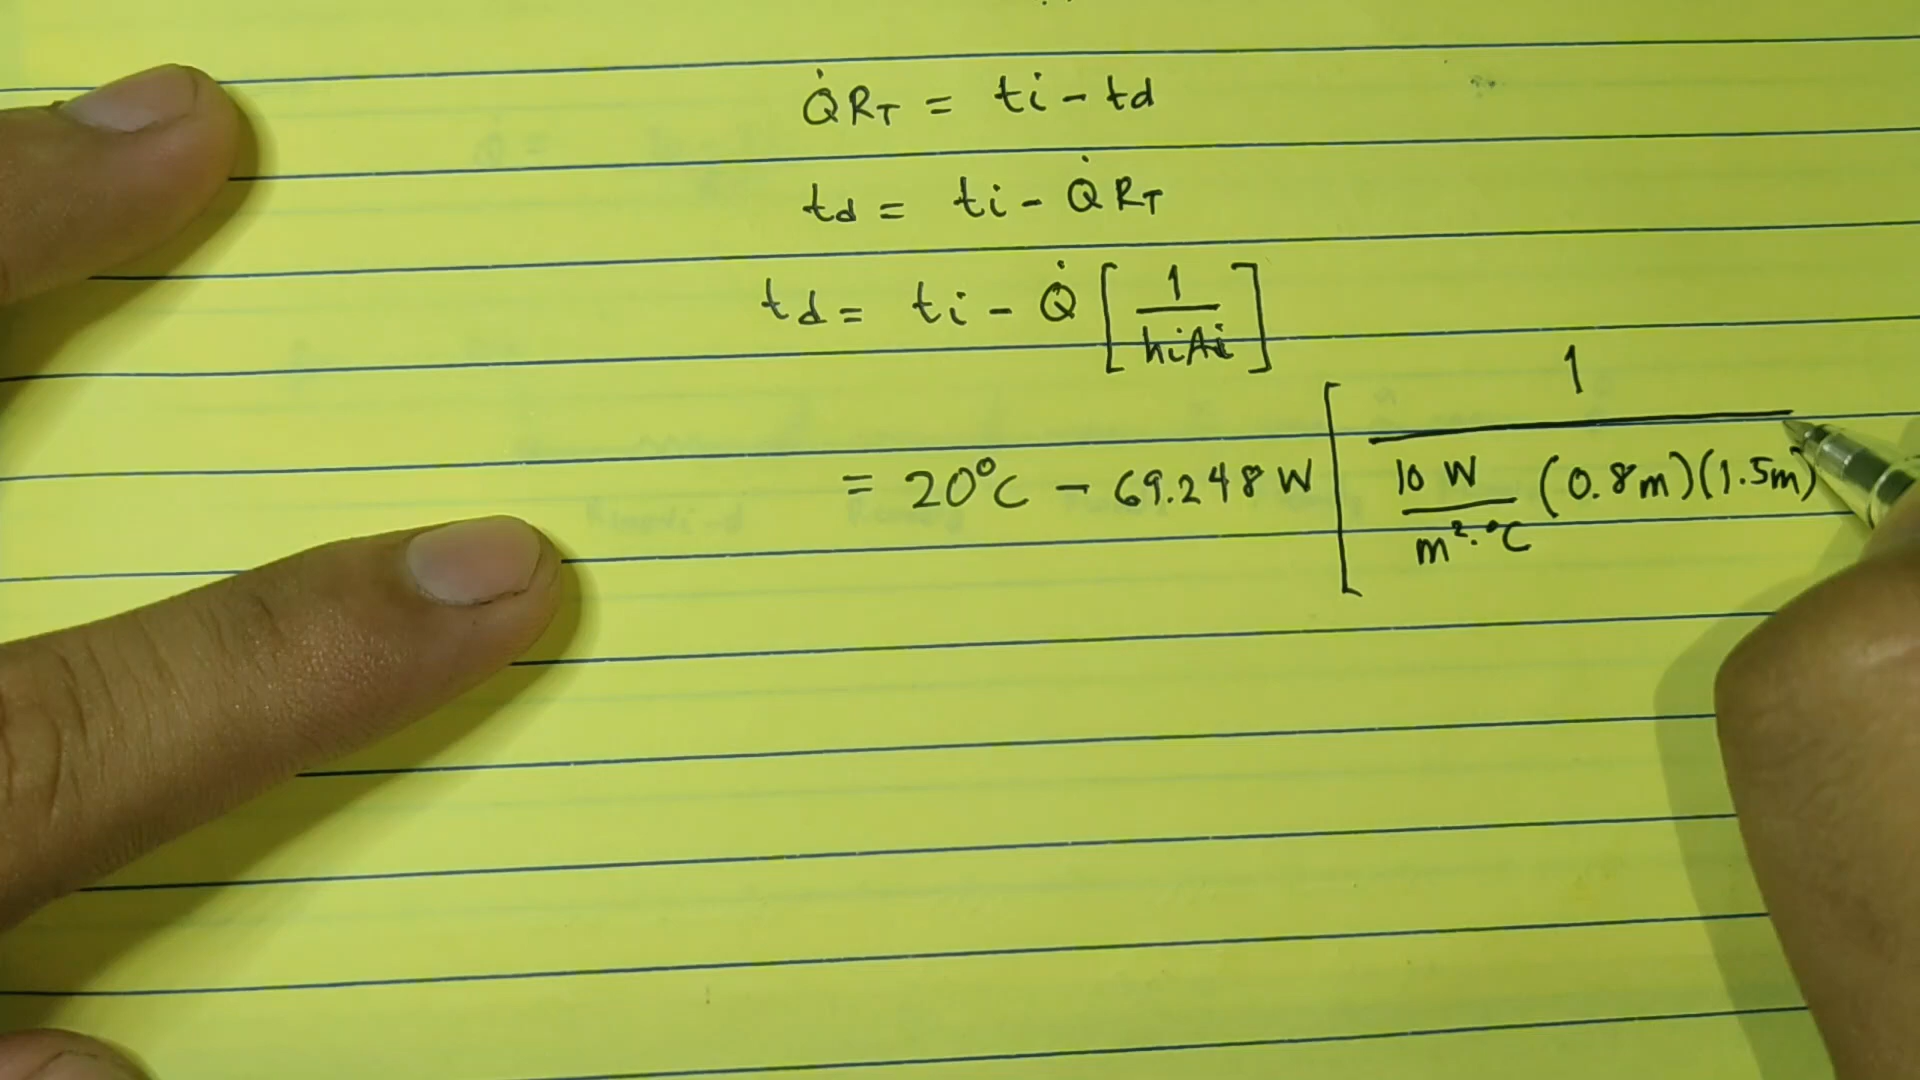 Q̇ R_T = ti - td
td = ti - Q̇ R_T
td = ti - Q̇ [ 1 / hiAi ]
= 20°C - 69.248 W [ 1 / 10 W / m²·°C (0.8m)(1.5m)